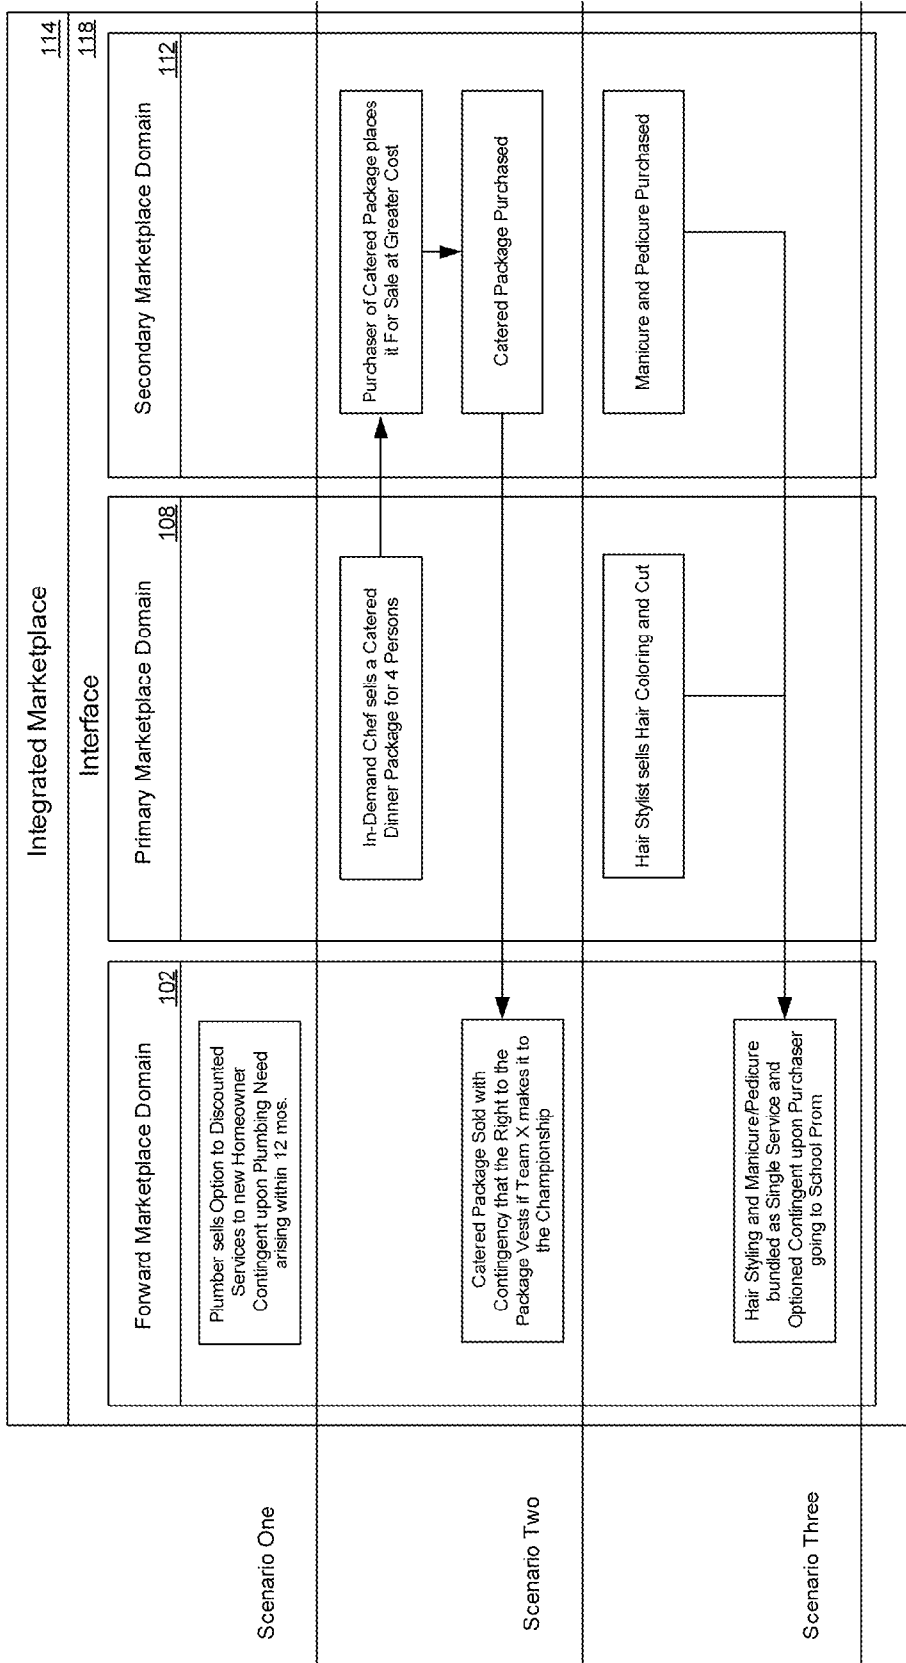 Integrated Marketplace
114
Interface
118
Forward Marketplace Domain
102
Primary Marketplace Domain
108
Secondary Marketplace Domain
112
Scenario One
Plumber sells Option to Discounted
Services to new Homeowner
Contingent upon Plumbing Need
arising within 12 mos.
Scenario Two
In-Demand Chef sells a Catered
Dinner Package for 4 Persons
Purchaser of Catered Package places
it For Sale at Greater Cost
Catered Package Sold with
Contingency that the Right to the
Package Vests if Team X makes it to
the Championship
Catered Package Purchased
Scenario Three
Hair Stylist sells Hair Coloring and Cut
Manicure and Pedicure Purchased
Hair Styling and Manicure/Pedicure
bundled as Single Service and
Optioned Contingent upon Purchaser
going to School Prom